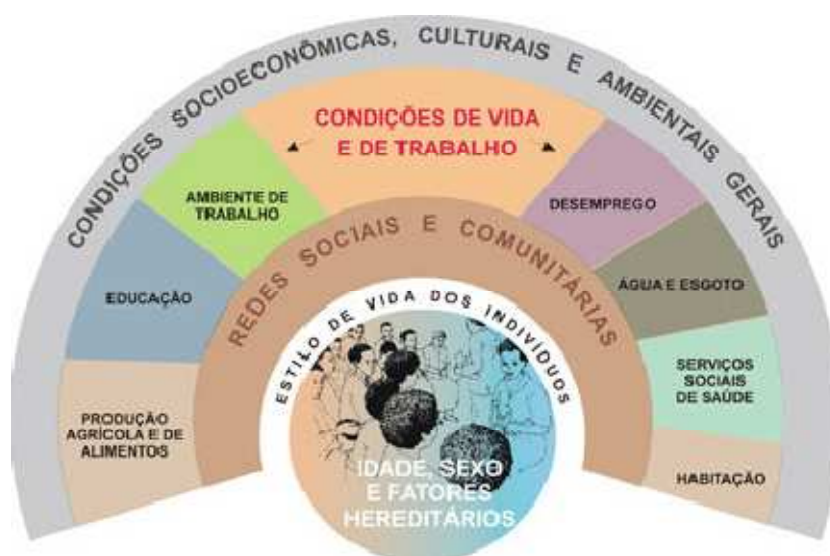 CONDIÇÕES SOCIOECONÔMICAS, CULTURAIS E AMBIENTAIS GERAIS
CONDIÇÕES DE VIDA
E DE TRABALHO
AMBIENTE DE
TRABALHO
DESEMPREGO
REDES SOCIAIS E COMUNITÁRIAS
EDUCAÇÃO
ÁGUA E ESGOTO
ESTILO DE VIDA DOS INDIVÍDUOS
SERVIÇOS
SOCIAIS
DE SAÚDE
PRODUÇÃO
AGRÍCOLA E DE
ALIMENTOS
HABITAÇÃO
IDADE, SEXO
E FATORES
HEREDITÁRIOS